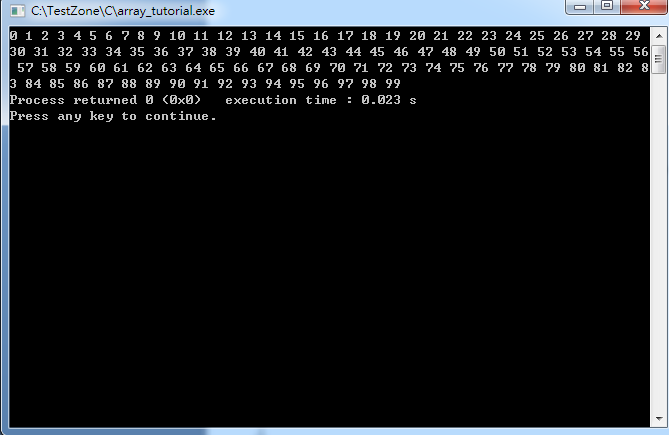 C:\TestZone\C\array_tutorial.exe
0 1 2 3 4 5 6 7 8 9 10 11 12 13 14 15 16 17 18 19 20 21 22 23 24 25 26 27 28 29
30 31 32 33 34 35 36 37 38 39 40 41 42 43 44 45 46 47 48 49 50 51 52 53 54 55 56
 57 58 59 60 61 62 63 64 65 66 67 68 69 70 71 72 73 74 75 76 77 78 79 80 81 82 8
3 84 85 86 87 88 89 90 91 92 93 94 95 96 97 98 99
Process returned 0 (0x0)   execution time : 0.023 s
Press any key to continue.